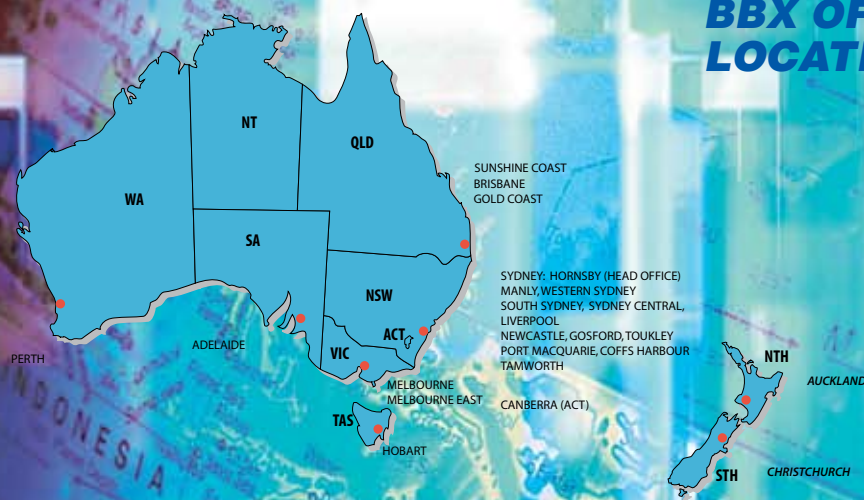 BBX OF
LOCATI
NT
QLD
WA
SA
NSW
ACT
VIC
TAS
SUNSHINE COAST
BRISBANE
GOLD COAST
SYDNEY: HORNSBY (HEAD OFFICE)
MANLY, WESTERN SYDNEY
SOUTH SYDNEY, SYDNEY CENTRAL,
LIVERPOOL
NEWCASTLE, GOSFORD, TOUKLEY
PORT MACQUARIE, COFFS HARBOUR
TAMWORTH
CANBERRA (ACT)
PERTH
ADELAIDE
MELBOURNE
MELBOURNE EAST
HOBART
NTH
AUCKLAND
STH
CHRISTCHURCH
NDONESIA